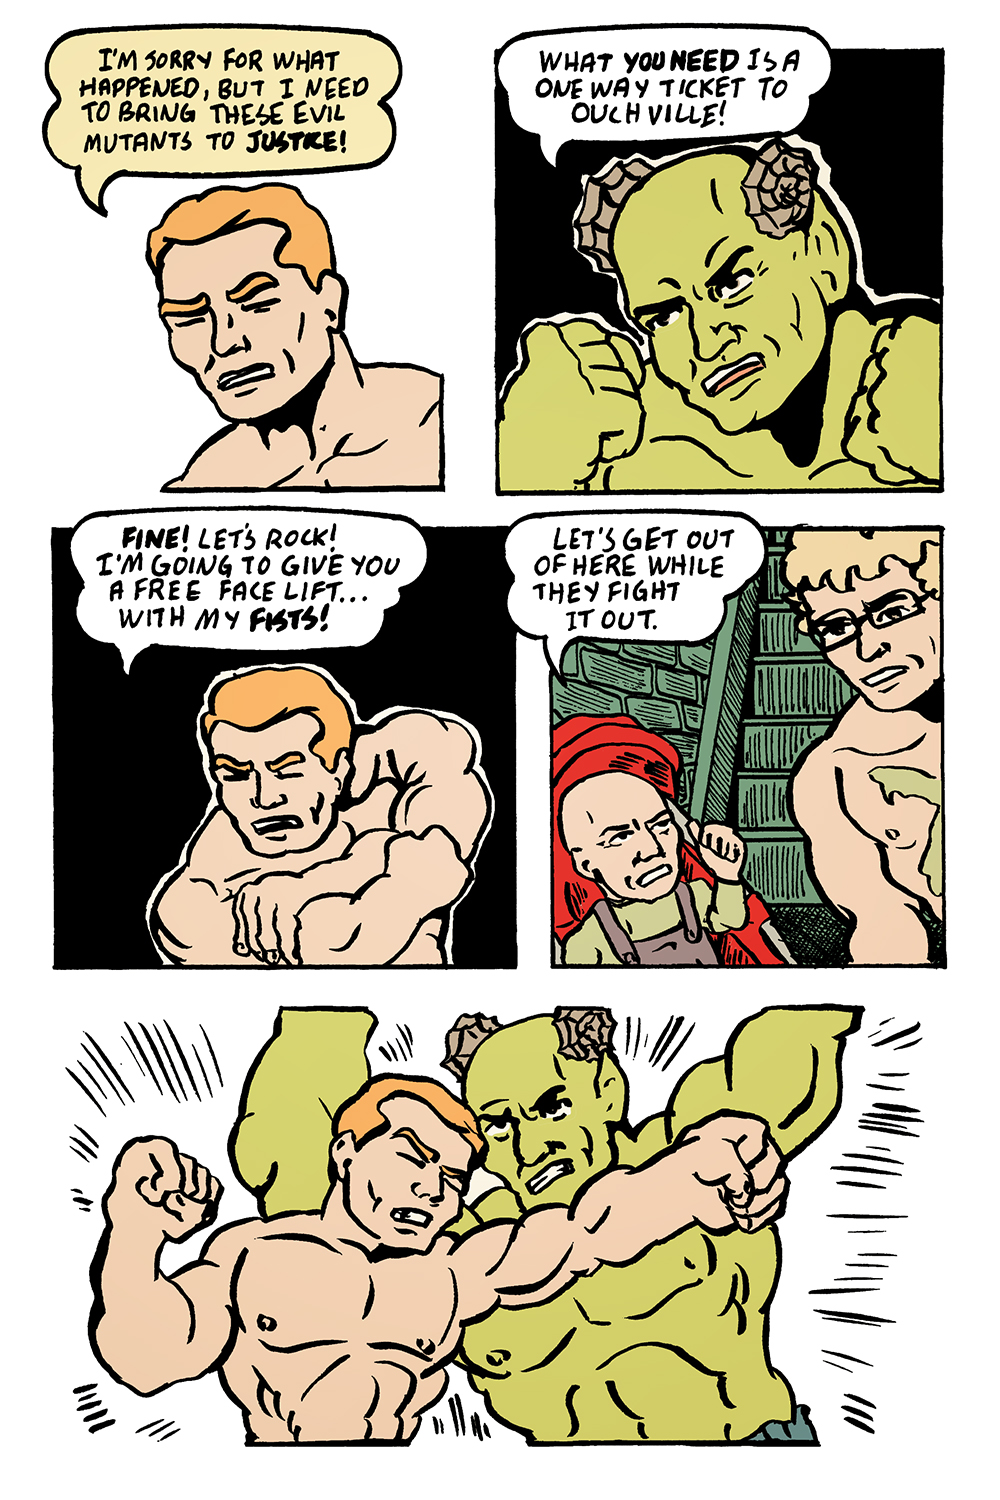 I'M SORRY FOR WHAT
HAPPENED, BUT I NEED
TO BRING THESE EVIL
MUTANTS TO JUSTICE!
WHAT YOU NEED IS A
ONE WAY TICKET TO
OUCH VILLE!
FINE! LET'S ROCK!
I'M GOING TO GIVE YOU
A FREE FACE LIFT...
WITH MY FISTS!
LET'S GET OUT
OF HERE WHILE
THEY FIGHT
IT OUT.